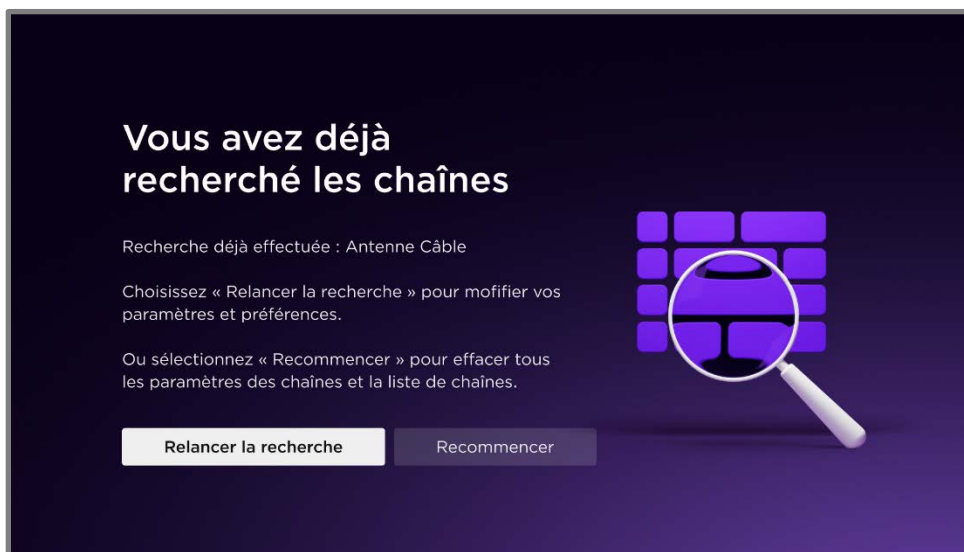 Vous avez déjà
recherché les chaînes
Recherche déjà effectuée : Antenne Câble
Choisissez « Relancer la recherche » pour mofifier vos
paramètres et préférences.
Ou sélectionnez « Recommencer » pour effacer tous
les paramètres des chaînes et la liste de chaînes.
Relancer la recherche
Recommencer